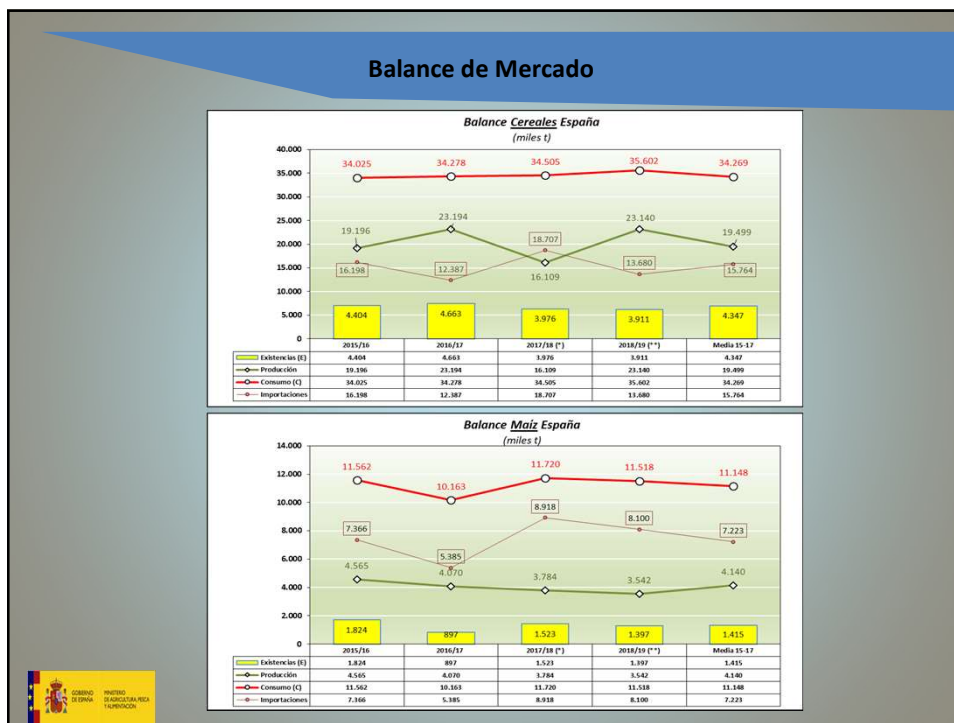 Balance de Mercado
Balance Cereales España
(miles t)
40.000
35.000
30.000
25.000
20.000
15.000
10.000
5.000
0
34.025 34.278 34.505 35.602 34.269
19.196 23.194 16.109 23.140 19.499
16.198 12.387 18.707 13.680 15.764
4.404 4.663 3.976 3.911 4.347
2015/16 2016/17 2017/18 (*) 2018/19 (**) Media 15-17
Existencias (E) 4.404 4.663 3.976 3.911 4.347
Producción 19.196 23.194 16.109 23.140 19.499
Consumo (C) 34.025 34.278 34.505 35.602 34.269
Importaciones 16.198 12.387 18.707 13.680 15.764
Balance Maíz España
(miles t)
14.000
12.000
10.000
8.000
6.000
4.000
2.000
0
11.562 10.163 11.720 11.518 11.148
7.366 5.385 8.918 8.100 7.223
4.565 4.070 3.784 3.542 4.140
1.824 897 1.523 1.397 1.415
2015/16 2016/17 2017/18 (*) 2018/19 (**) Media 15-17
Existencias (E) 1.824 897 1.523 1.397 1.415
Producción 4.565 4.070 3.784 3.542 4.140
Consumo (C) 11.562 10.163 11.720 11.518 11.148
Importaciones 7.366 5.385 8.918 8.100 7.223
GOBIERNO
DE ESPAÑA
MINISTERIO
DE AGRICULTURA, PESCA
Y ALIMENTACIÓN